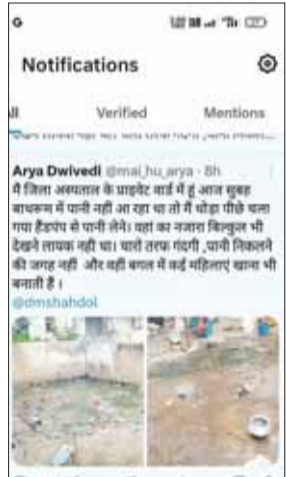 Notifications
All Verified Mentions
Arya Dwivedi @mai_hu_arya · 8h
मैं जिला अस्पताल के प्राइवेट वार्ड में हूं आज सुबह
बाथरूम में पानी नहीं आ रहा था तो मैं थोड़ा पीछे चला
गया हैंडपंप से पानी लेने। वहां का नजारा बिल्कुल भी
देखने लायक नहीं था। चारो तरफ गंदगी ,पानी निकलने
की जगह नहीं और वहीं बगल में कई महिलाएं खाना भी
बनाती हैं ।
@dmshahdol